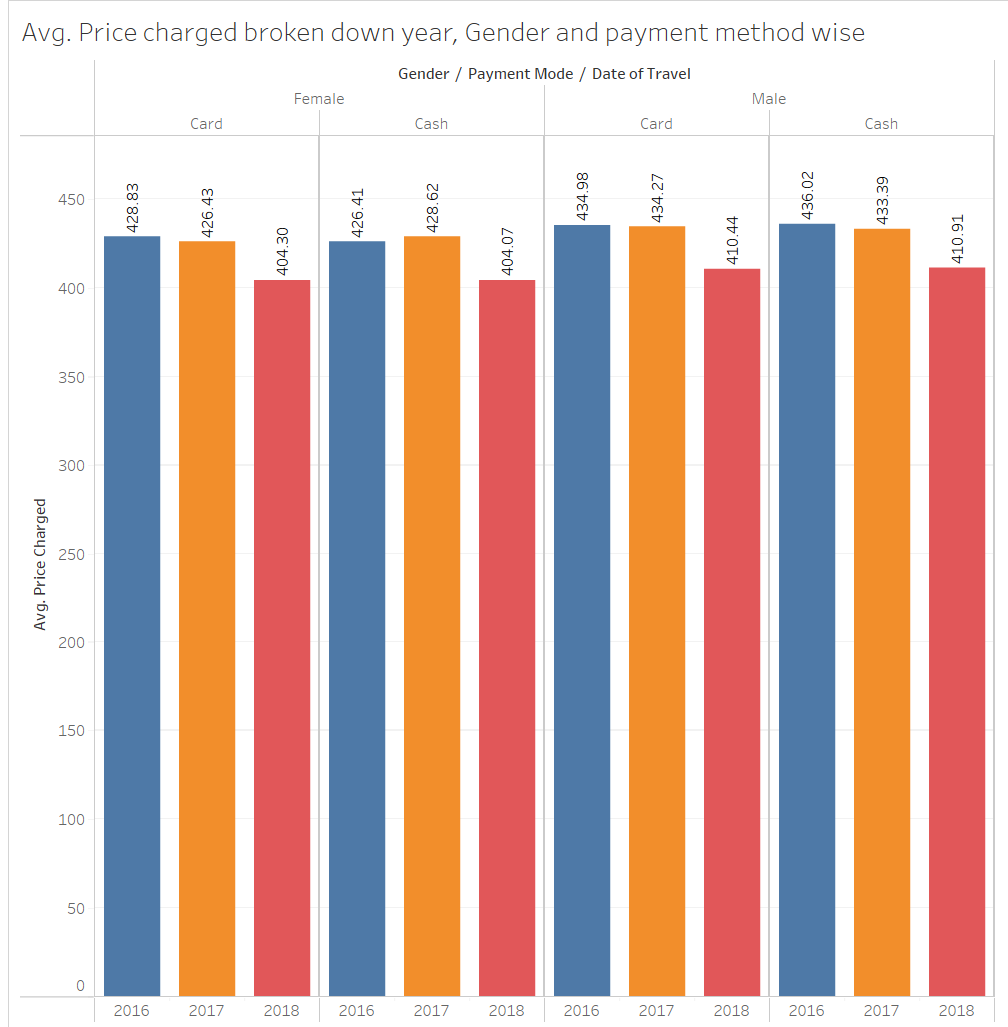 Avg. Price charged broken down year, Gender and payment method wise
Gender / Payment Mode / Date of Travel
Female Male
Card Cash Card Cash
428.83 426.43 404.30 426.41 428.62 404.07 434.98 434.27 410.44 436.02 433.39 410.91
450
400
350
300
250
200
150
100
50
0
Avg. Price Charged
2016 2017 2018 2016 2017 2018 2016 2017 2018 2016 2017 2018